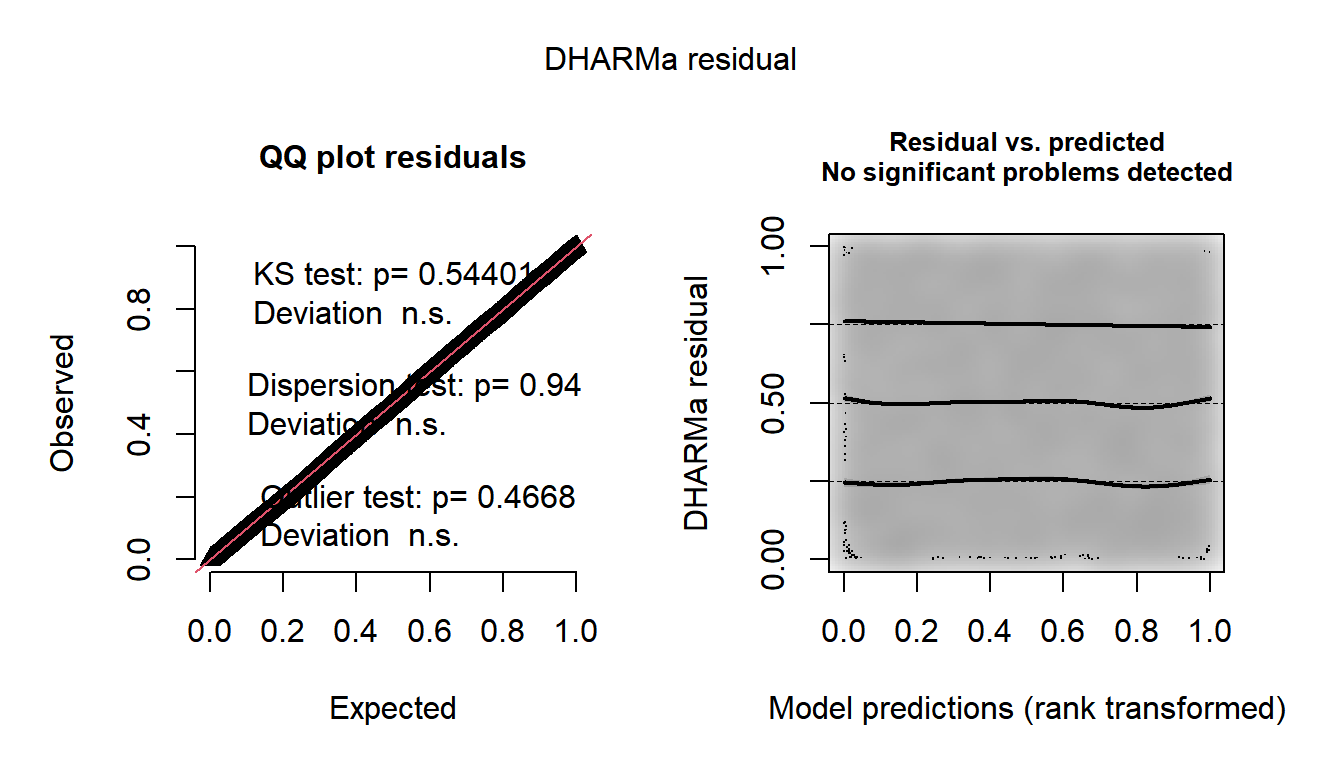 DHARMa residual
QQ plot residuals
KS test: p= 0.54401
Deviation n.s.
Dispersion test: p= 0.94
Deviation n.s.
Outlier test: p= 0.4668
Deviation n.s.
Observed
0.0
0.4
0.8
0.0 0.2 0.4 0.6 0.8 1.0
Expected
Residual vs. predicted
No significant problems detected
DHARMa residual
0.00
0.50
1.00
0.0 0.2 0.4 0.6 0.8 1.0
Model predictions (rank transformed)